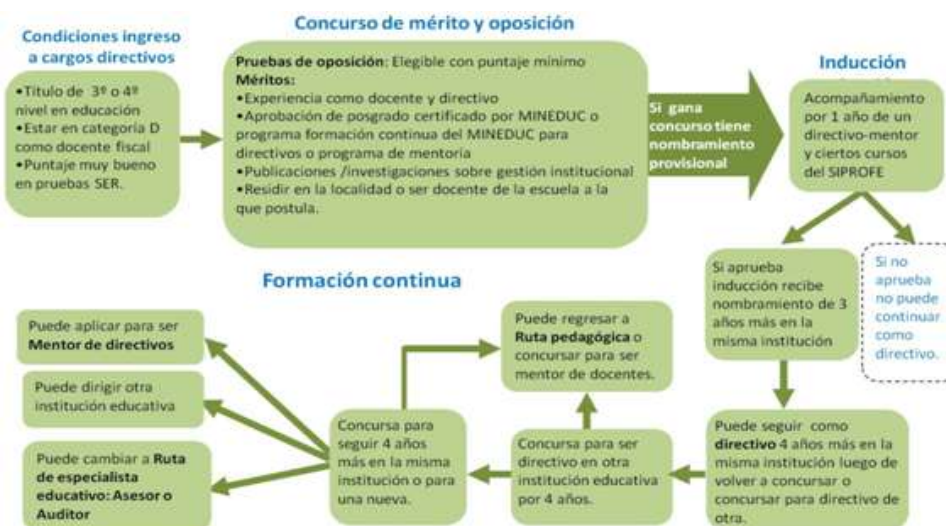 Condiciones ingreso
a cargos directivos
•Titulo de 3º o 4º
nivel en educación
•Estar en categoría D
como docente fiscal
•Puntaje muy bueno
en pruebas SER.
Concurso de mérito y oposición
Pruebas de oposición: Elegible con puntaje mínimo
Méritos:
•Experiencia como docente y directivo
•Aprobación de posgrado certificado por MINEDUC o
programa formación continua del MINEDUC para
directivos o programa de mentoría
•Publicaciones /investigaciones sobre gestión institucional
•Residir en la localidad o ser docente de la escuela a la
que postula.
Si gana
concurso tiene
nombramiento
provisional
Inducción
Acompañamiento
por 1 año de un
directivo-mentor
y ciertos cursos
del SIPROFE
Si aprueba
inducción recibe
nombramiento de 3
años más en la
misma institución
Si no
aprueba
no puede
continuar
como
directivo.
Formación continua
Puede aplicar para ser
Mentor de directivos
Puede dirigir otra
institución educativa
Puede cambiar a Ruta
de especialista
educativo: Asesor o
Auditor
Concursa para
seguir 4 años
más en la misma
institución o para
una nueva.
Puede regresar a
Ruta pedagógica o
concursar para ser
mentor de docentes.
Concursa para ser
directivo en otra
institución educativa
por 4 años.
Puede seguir como
directivo 4 años más en la
misma institución luego de
volver a concursar o
concursar para directivo de
otra.